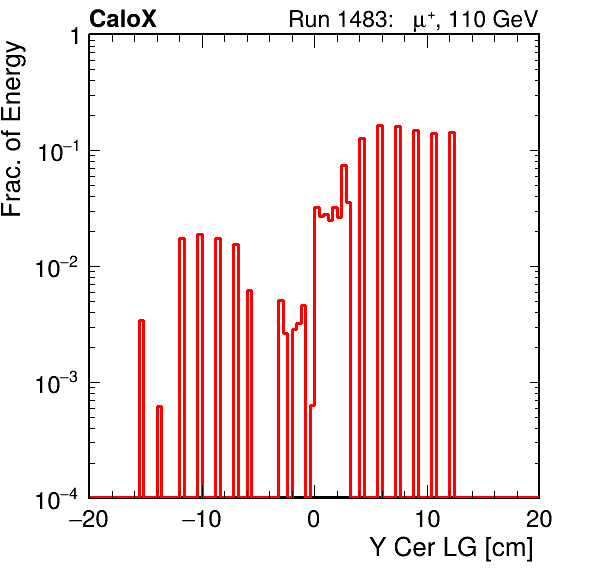 CaloX Run 1483: μ⁺, 110 GeV
Frac. of Energy
1
10⁻¹
10⁻²
10⁻³
10⁻⁴
−20 −10 0 10 20
Y Cer LG [cm]